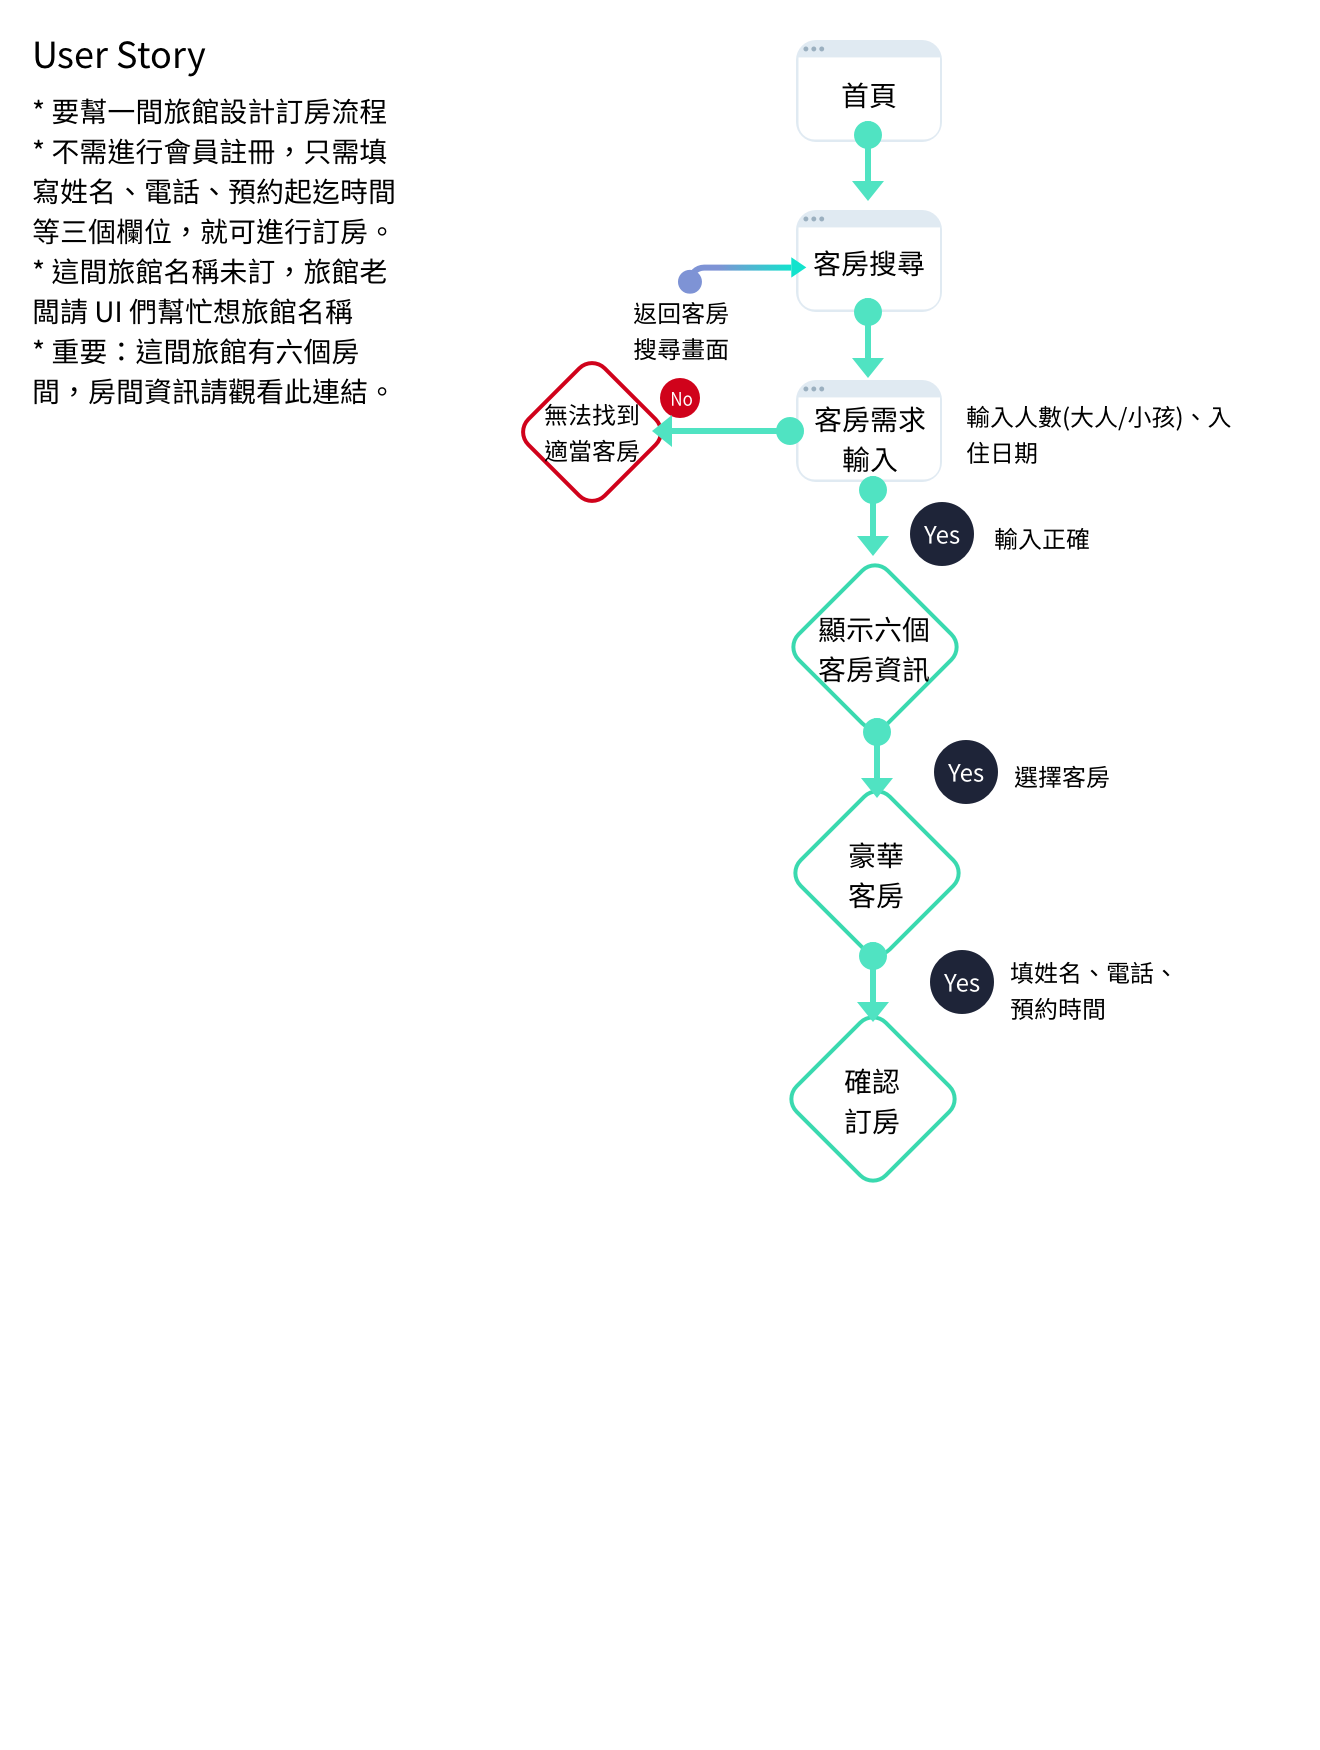 User Story
* 要幫一間旅館設計訂房流程
* 不需進行會員註冊，只需填
寫姓名、電話、預約起迄時間
等三個欄位，就可進行訂房。
* 這間旅館名稱未訂，旅館老
闆請 UI 們幫忙想旅館名稱
* 重要：這間旅館有六個房
間，房間資訊請觀看此連結。
首頁
客房搜尋
返回客房
搜尋畫面
No
無法找到
適當客房
客房需求
輸入
輸入人數(大人/小孩)、入
住日期
Yes
輸入正確
顯示六個
客房資訊
Yes
選擇客房
豪華
客房
Yes
填姓名、電話、
預約時間
確認
訂房